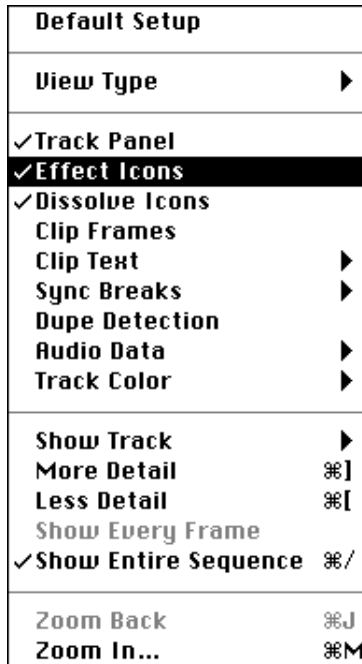 Default Setup
View Type ▶
✓Track Panel
✓Effect Icons
✓Dissolve Icons
Clip Frames
Clip Text ▶
Sync Breaks ▶
Dupe Detection
Audio Data ▶
Track Color ▶
Show Track ▶
More Detail ⌘]
Less Detail ⌘[
Show Every Frame
✓Show Entire Sequence ⌘/
Zoom Back ⌘J
Zoom In... ⌘M